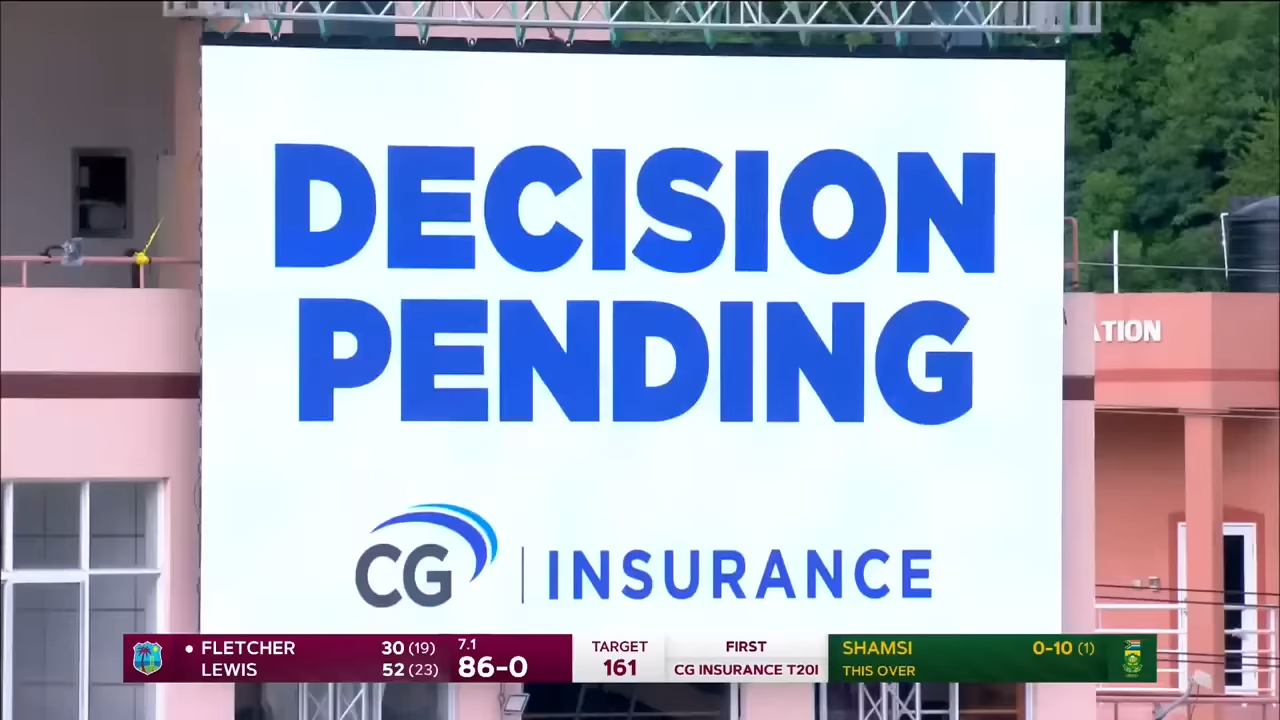 DECISION
PENDING
CG | INSURANCE
ATION
• FLETCHER 30 (19)
LEWIS 52 (23)
7.1
86-0
TARGET
161
FIRST
CG INSURANCE T20I
SHAMSI 0-10 (1)
THIS OVER